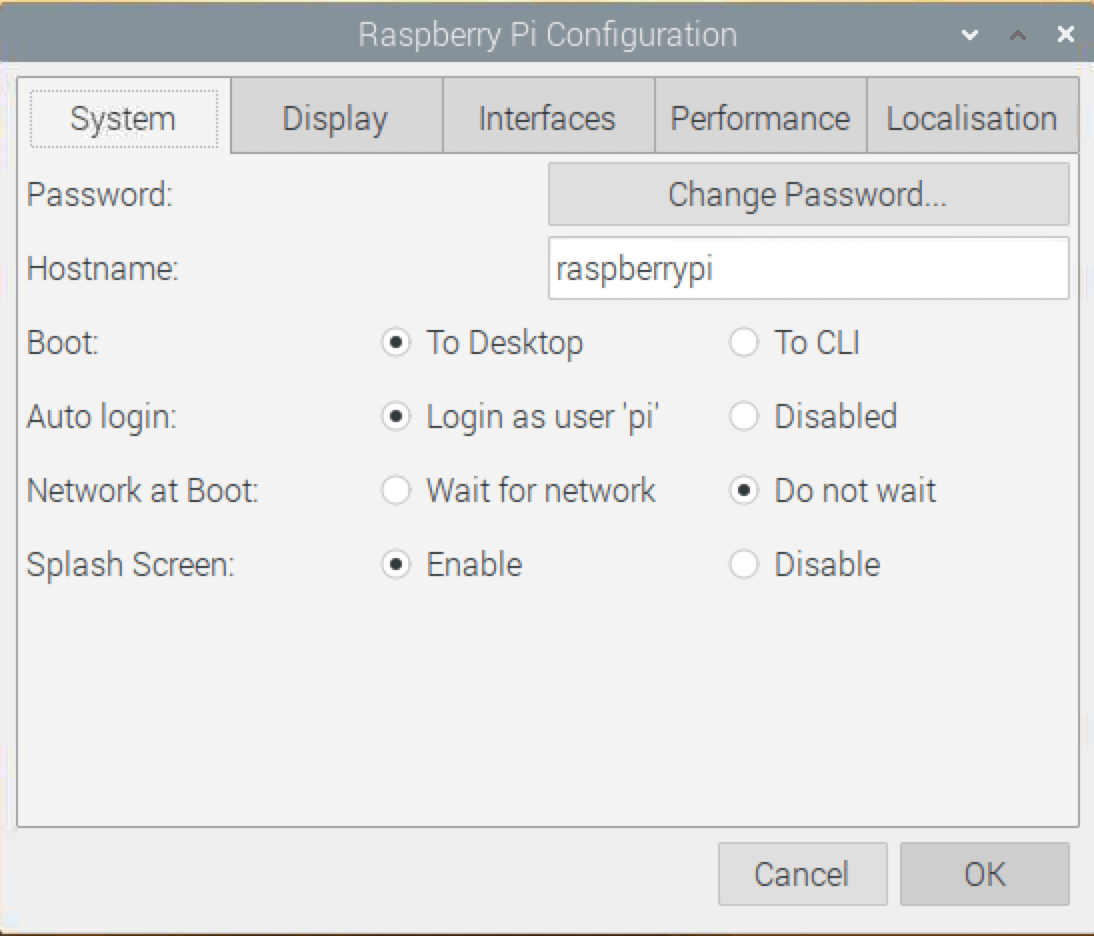 Raspberry Pi Configuration
System Display Interfaces Performance Localisation
Password: Change Password...
Hostname: raspberrypi
Boot: To Desktop To CLI
Auto login: Login as user 'pi' Disabled
Network at Boot: Wait for network Do not wait
Splash Screen: Enable Disable
Cancel OK